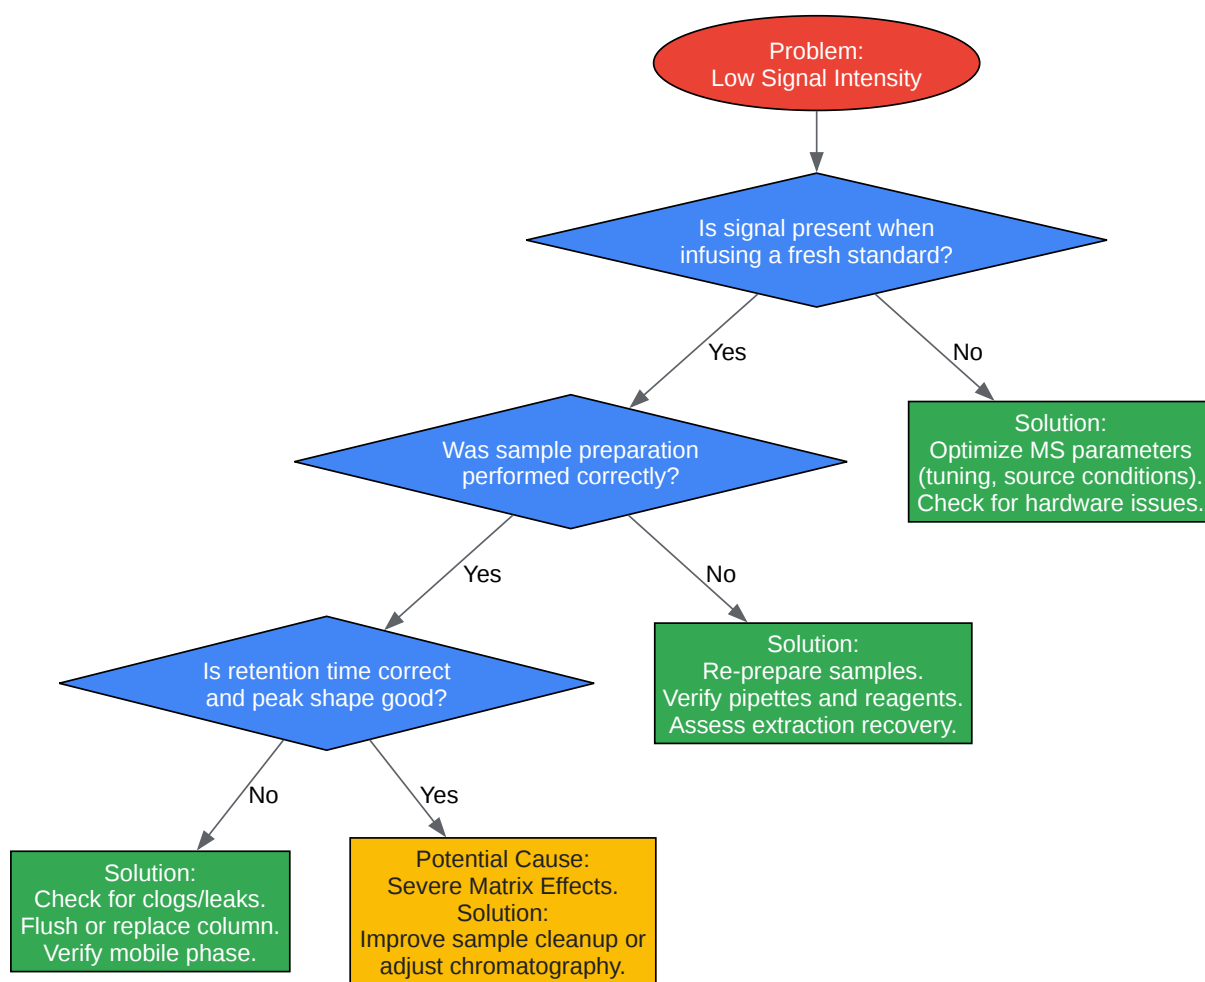 Problem:
Low Signal Intensity
Is signal present when
infusing a fresh standard?
Yes
No
Was sample preparation
performed correctly?
Solution:
Optimize MS parameters
(tuning, source conditions).
Check for hardware issues.
Yes
No
Is retention time correct
and peak shape good?
Solution:
Re-prepare samples.
Verify pipettes and reagents.
Assess extraction recovery.
No
Yes
Solution:
Check for clogs/leaks.
Flush or replace column.
Verify mobile phase.
Potential Cause:
Severe Matrix Effects.
Solution:
Improve sample cleanup or
adjust chromatography.